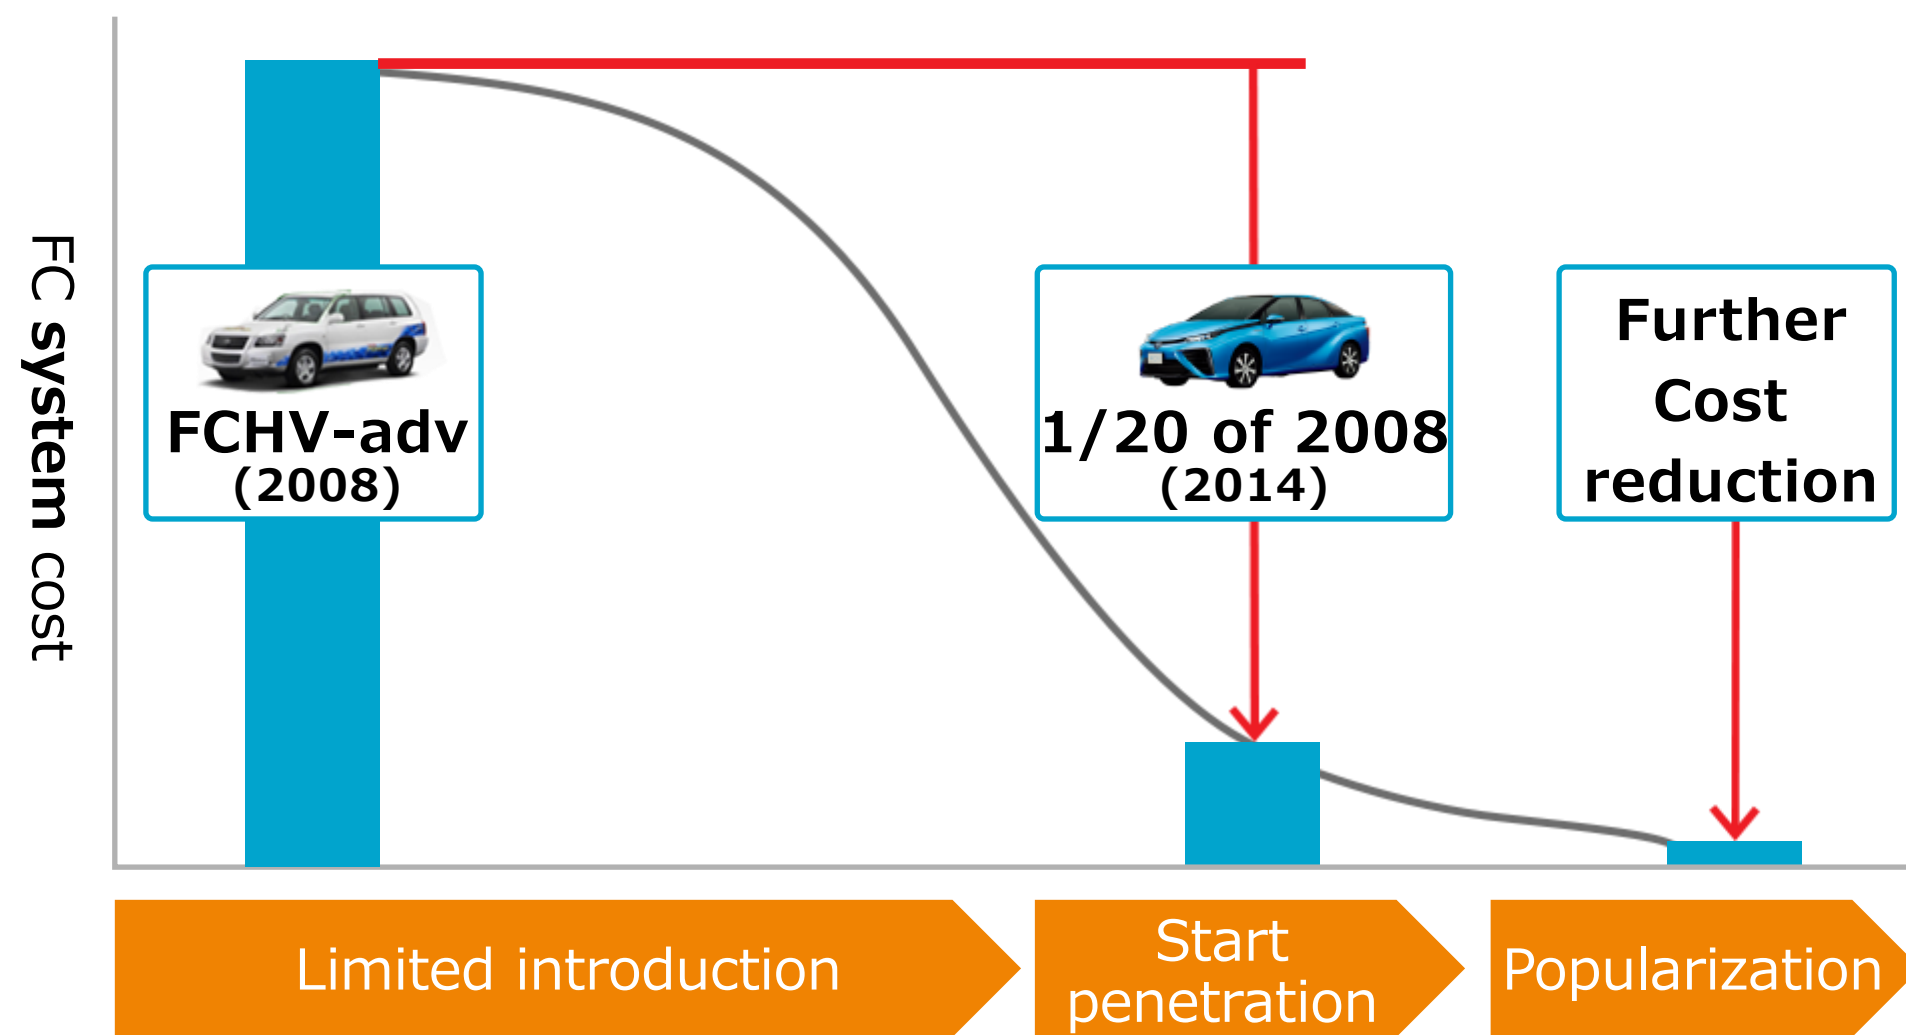 FC system cost
FCHV-adv
(2008)
1/20 of 2008
(2014)
Further
Cost
reduction
Limited introduction
Start
penetration
Popularization